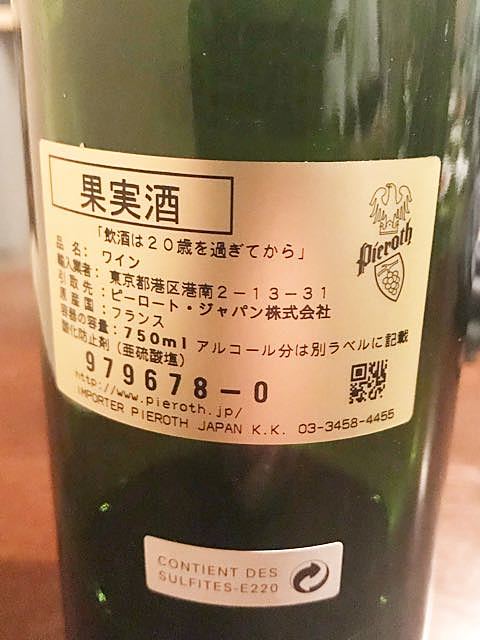 果実酒
「飲酒は20歳を過ぎてから」
品名: ワイン
輸入業者: 東京都港区港南2-13-31
引取先: ピーロート・ジャパン株式会社
原産国: フランス
容器の容量: 750ml アルコール分は別ラベルに記載
酸化防止剤 (亜硫酸塩)
979678-0
http://www.pieroth.jp/
IMPORTER PIEROTH JAPAN K.K. 03-3458-4455
Pieroth
CONTIENT DES
SULFITES-E220